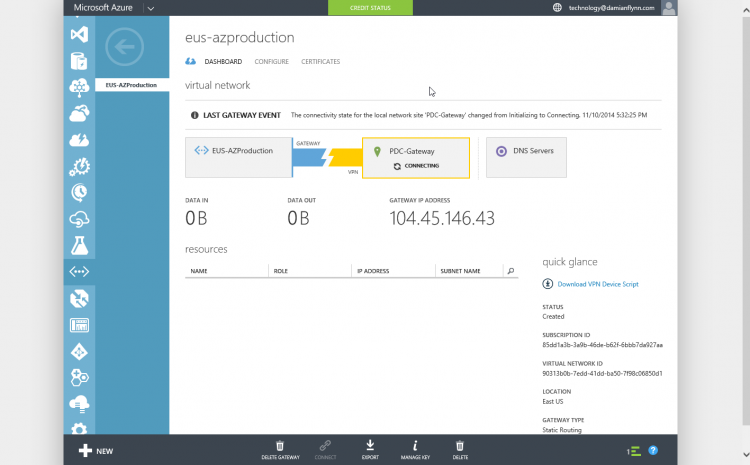 Microsoft Azure
CREDIT STATUS
technology@damianflynn.com
EUS-AZProduction
eus-azproduction
DASHBOARD CONFIGURE CERTIFICATES
virtual network
LAST GATEWAY EVENT The connectivity state for the local network site 'PDC-Gateway' changed from Initializing to Connecting. 11/10/2014 5:32:25 PM
EUS-AZProduction
GATEWAY
VPN
PDC-Gateway
CONNECTING
DNS Servers
DATA IN DATA OUT GATEWAY IP ADDRESS
0 B 0 B 104.45.146.43
resources
NAME ROLE IP ADDRESS SUBNET NAME
quick glance
Download VPN Device Script
STATUS
Created
SUBSCRIPTION ID
85dd1a3b-3a9b-46de-b62f-6bbb7da927aa
VIRTUAL NETWORK ID
90313b0b-7edd-41dd-ba50-7f98c06850d1
LOCATION
East US
GATEWAY TYPE
Static Routing
NEW
DELETE GATEWAY CONNECT EXPORT MANAGE KEY DELETE
1 ?